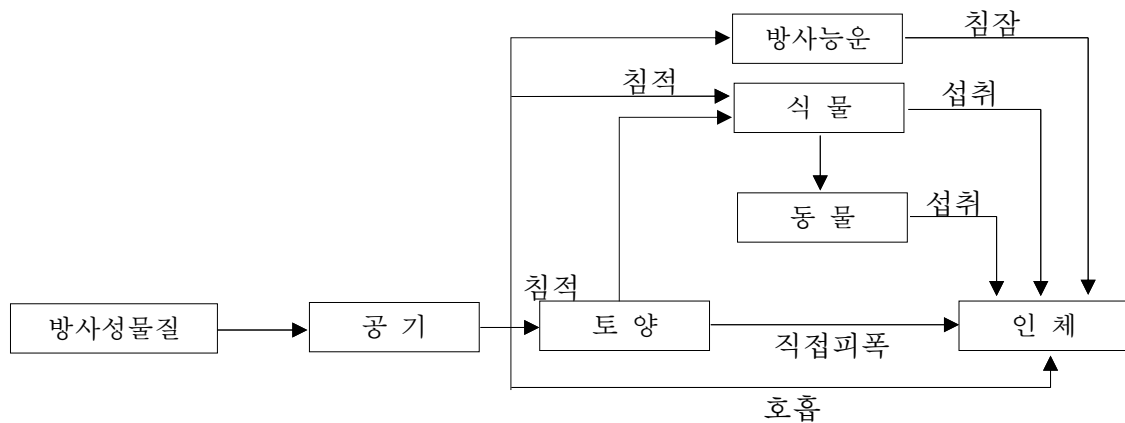 방사능운
침잠
침적
식 물
섭취
동 물
섭취
침적
방사성물질
공 기
토 양
인 체
직접피폭
호흡